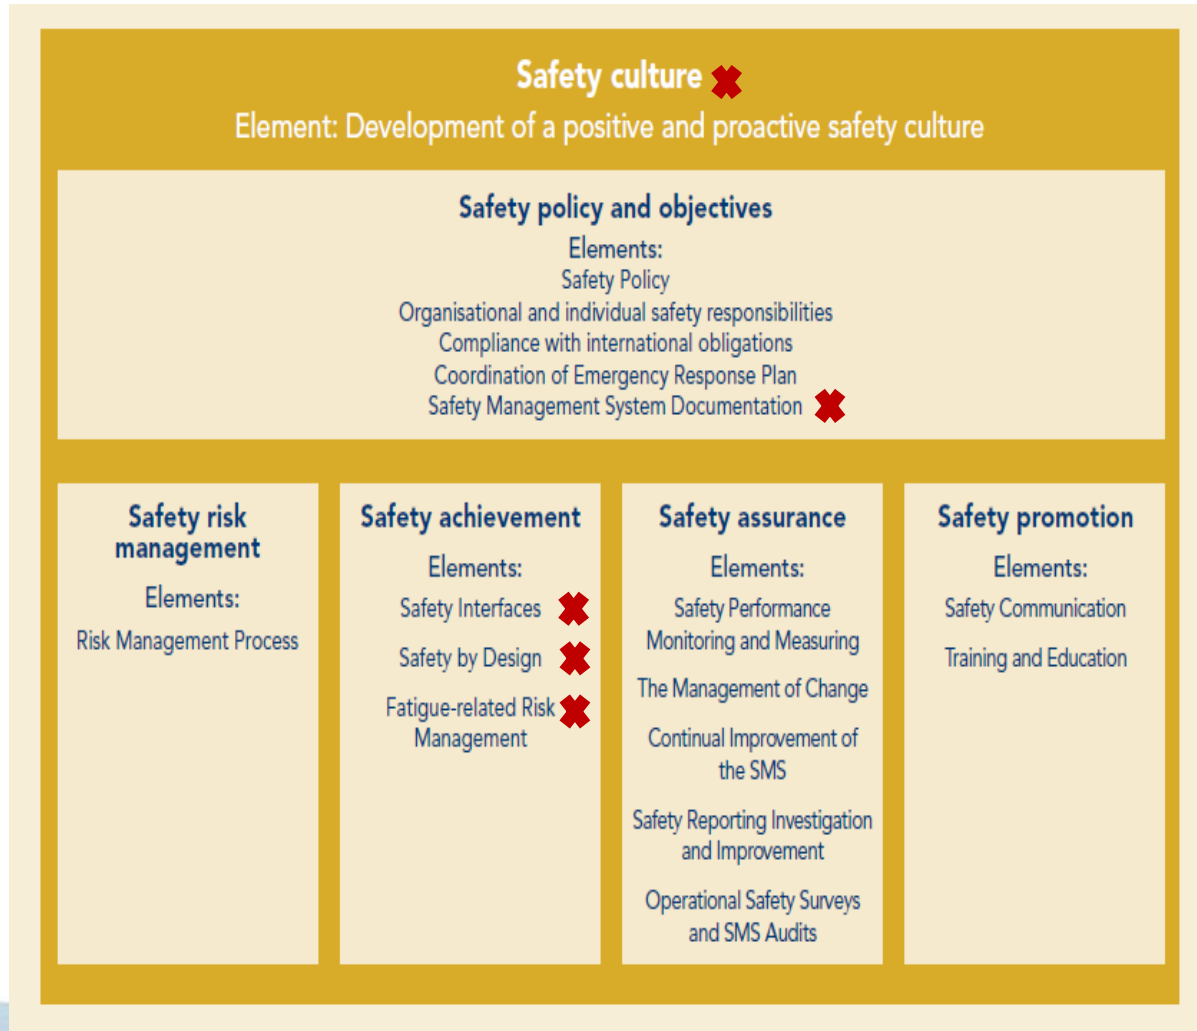 Safety culture
Element: Development of a positive and proactive safety culture
Safety policy and objectives
Elements:
Safety Policy
Organisational and individual safety responsibilities
Compliance with international obligations
Coordination of Emergency Response Plan
Safety Management System Documentation
Safety risk
management
Elements:
Risk Management Process
Safety achievement
Elements:
Safety Interfaces
Safety by Design
Fatigue-related Risk
Management
Safety assurance
Elements:
Safety Performance
Monitoring and Measuring
The Management of Change
Continual Improvement of
the SMS
Safety Reporting Investigation
and Improvement
Operational Safety Surveys
and SMS Audits
Safety promotion
Elements:
Safety Communication
Training and Education